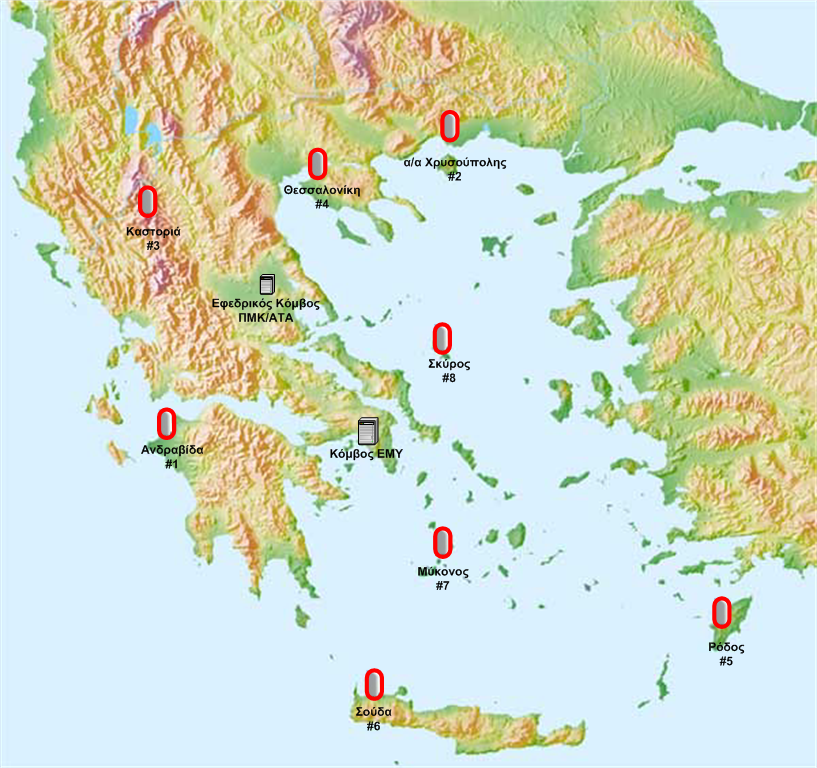 α/α Χρυσούπολης
#2
Θεσσαλονίκη
#4
Καστοριά
#3
Εφεδρικός Κόμβος
ΠΜΚ/ΑΤΑ
Σκύρος
#8
Ανδραβίδα
#1
Κόμβος ΕΜΥ
Μύκονος
#7
Ρόδος
#5
Σούδα
#6